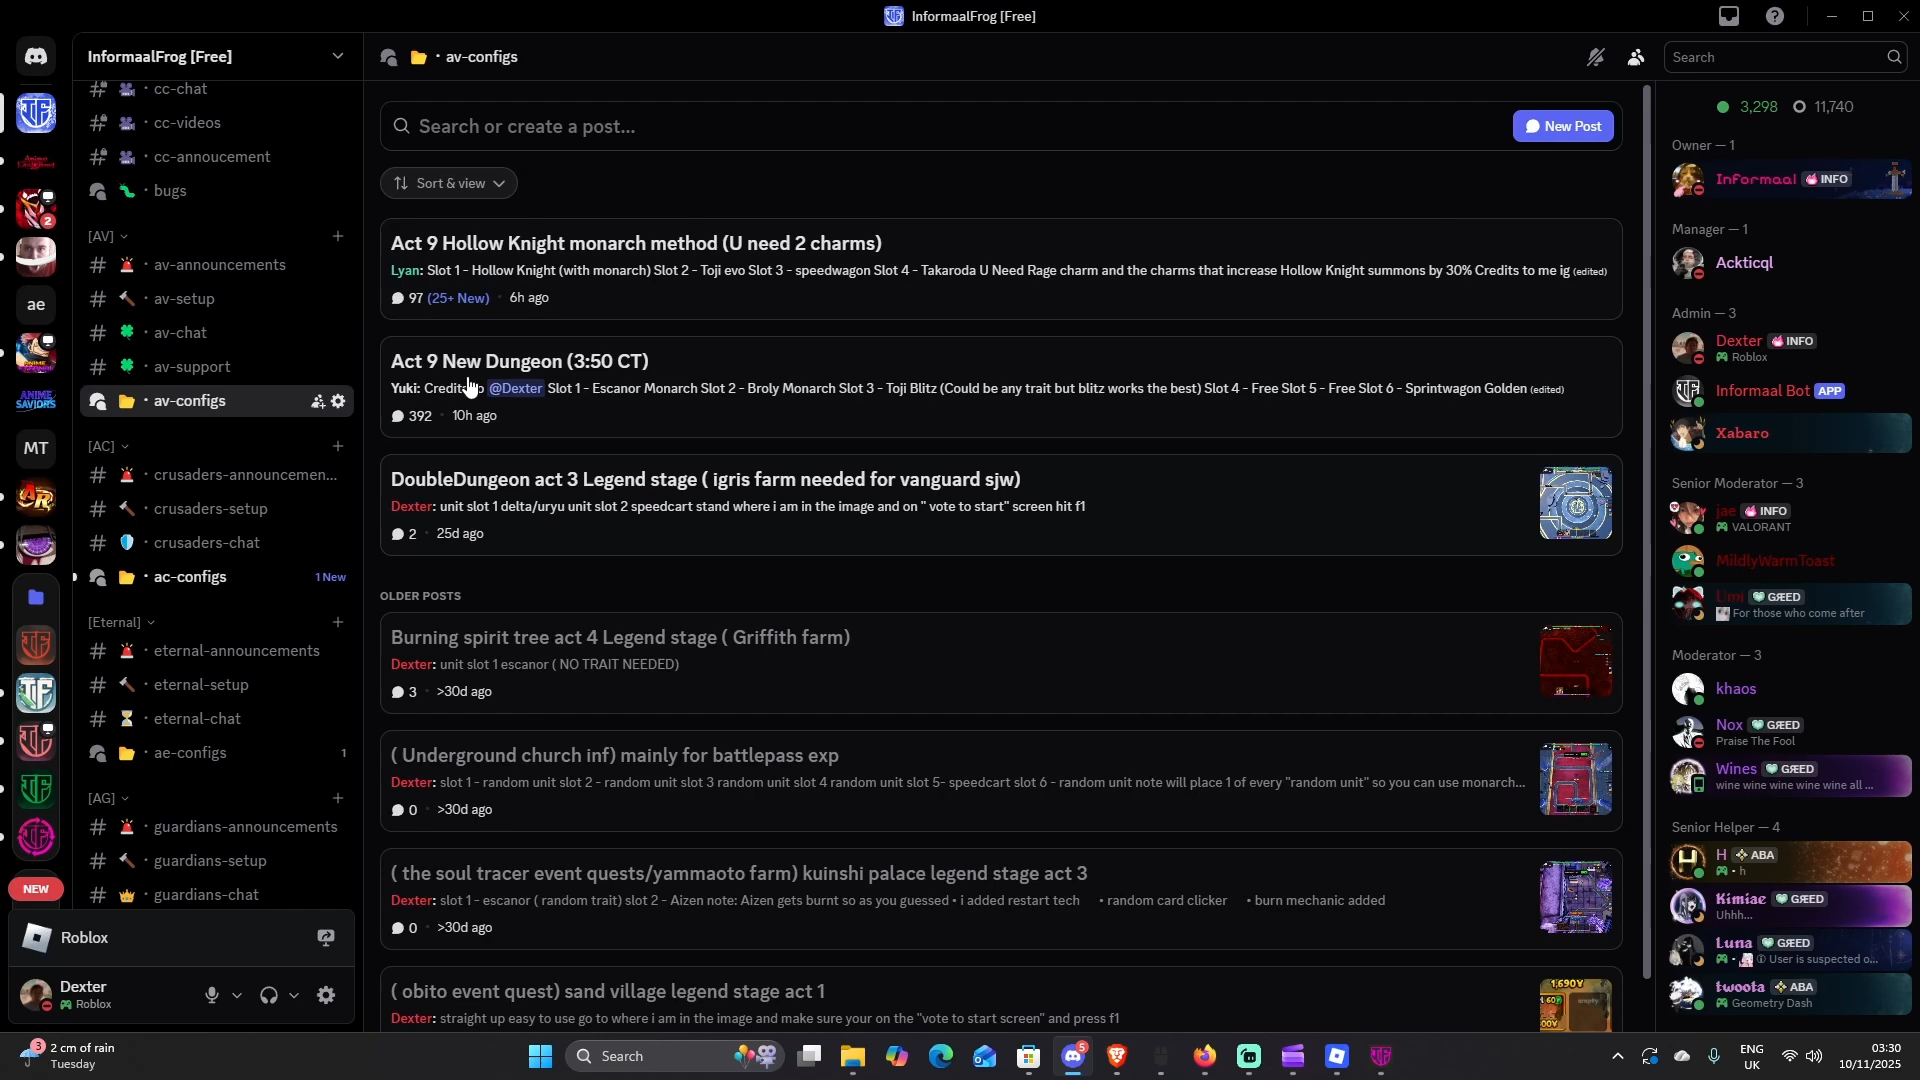 InformaalFrog [Free]
InformaalFrog [Free]
· av-configs
Search
cc-chat
cc-videos
cc-annoucement
bugs
[AV]
av-announcements
av-setup
av-chat
av-support
av-configs
[AC]
crusaders-announcemen...
crusaders-setup
crusaders-chat
ac-configs
1 New
[Eternal]
eternal-announcements
eternal-setup
eternal-chat
ae-configs
1
[AG]
guardians-announcements
guardians-setup
guardians-chat
2
ae
MT
NEW
Roblox
Dexter
Roblox
Search or create a post...
New Post
Sort & view
Act 9 Hollow Knight monarch method (U need 2 charms)
Lyan: Slot 1 - Hollow Knight (with monarch) Slot 2 - Toji evo Slot 3 - speedwagon Slot 4 - Takaroda U Need Rage charm and the charms that increase Hollow Knight summons by 30% Credits to me ig (edited)
97 (25+ New) · 6h ago
Act 9 New Dungeon (3:50 CT)
Yuki: Credits @Dexter Slot 1 - Escanor Monarch Slot 2 - Broly Monarch Slot 3 - Toji Blitz (Could be any trait but blitz works the best) Slot 4 - Free Slot 5 - Free Slot 6 - Sprintwagon Golden (edited)
392 · 10h ago
DoubleDungeon act 3 Legend stage ( igris farm needed for vanguard sjw)
Dexter: unit slot 1 delta/uryu unit slot 2 speedcart stand where i am in the image and on " vote to start" screen hit f1
2 · 25d ago
OLDER POSTS
Burning spirit tree act 4 Legend stage ( Griffith farm)
Dexter: unit slot 1 escanor ( NO TRAIT NEEDED)
3 · >30d ago
( Underground church inf) mainly for battlepass exp
Dexter: slot 1 - random unit slot 2 - random unit slot 3 random unit slot 4 random unit slot 5- speedcart slot 6 - random unit note will place 1 of every "random unit" so you can use monarch...
0 · >30d ago
( the soul tracer event quests/yammaoto farm) kuinshi palace legend stage act 3
Dexter: slot 1 - escanor ( random trait) slot 2 - Aizen note: Aizen gets burnt so as you guessed • i added restart tech • random card clicker • burn mechanic added
0 · >30d ago
( obito event quest) sand village legend stage act 1
Dexter: straight up easy to use go to where i am in the image and make sure your on the "vote to start screen" and press f1
1,690¥
3,298 11,740
Owner — 1
Informaal INFO
Manager — 1
Ackticql
Admin — 3
Dexter INFO
Roblox
Informaal Bot APP
Xabaro
Senior Moderator — 3
jae INFO
VALORANT
MildlyWarmToast
Umi GREED
For those who come after
Moderator — 3
khaos
Nox GREED
Praise The Fool
Wines GREED
wine wine wine wine wine all ...
Senior Helper — 4
H ABA
• h
Kimiae GREED
Uhhh...
Luna GREED
User is suspected o...
twoota ABA
Geometry Dash
3
2 cm of rain
Tuesday
Search
5
ENG
UK
03:30
10/11/2025